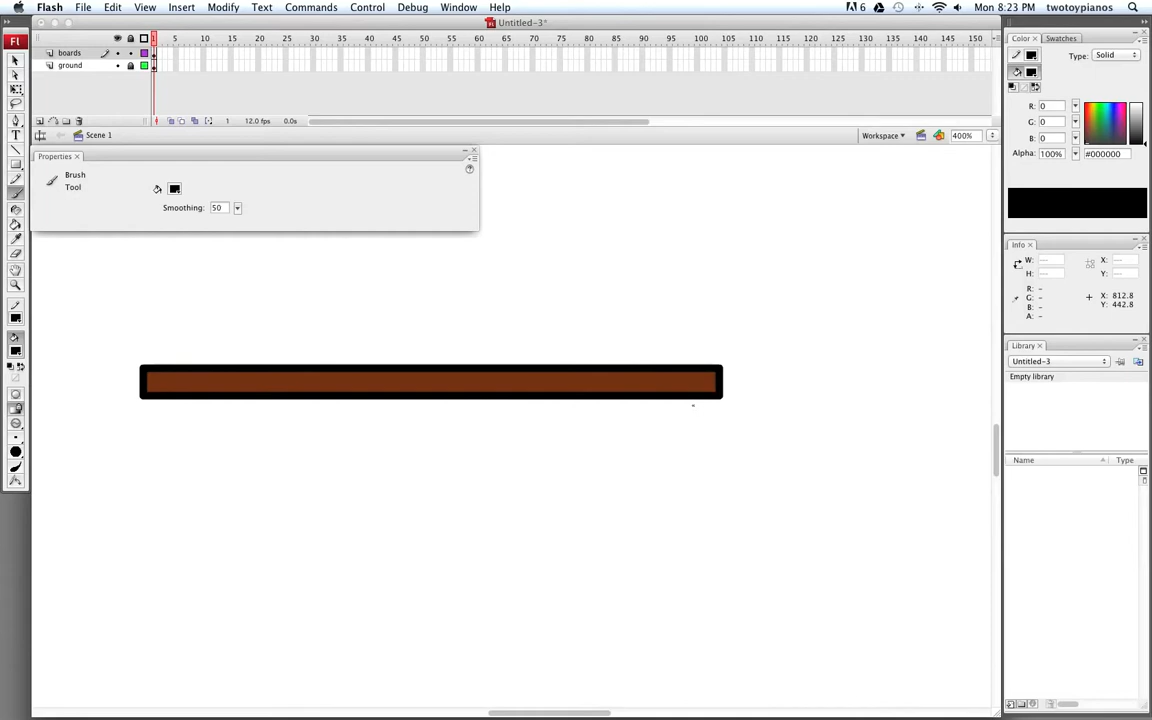 Flash File Edit View Insert Modify Text Commands Control Debug Window Help
6 Mon 8:23 PM twotoypianos
Untitled-3*
FL
1 5 10 15 20 25 30 35 40 45 50 55 60 65 70 75 80 85 90 95 100 105 110 115 120 125 130 135 140 145 150
boards
ground
1 12.0 fps 0.0s
Scene 1
Workspace
400%
Properties ×
Brush
Tool
Smoothing: 50
T
Color × Swatches
Type: Solid
R: 0
G: 0
B: 0
Alpha: 100% #000000
Info ×
W: ---
H: ---
X: ---
Y: ---
R: -
G: -
B: -
A: -
X: 812.8
Y: 442.8
Library ×
Untitled-3
Empty library
Name Type